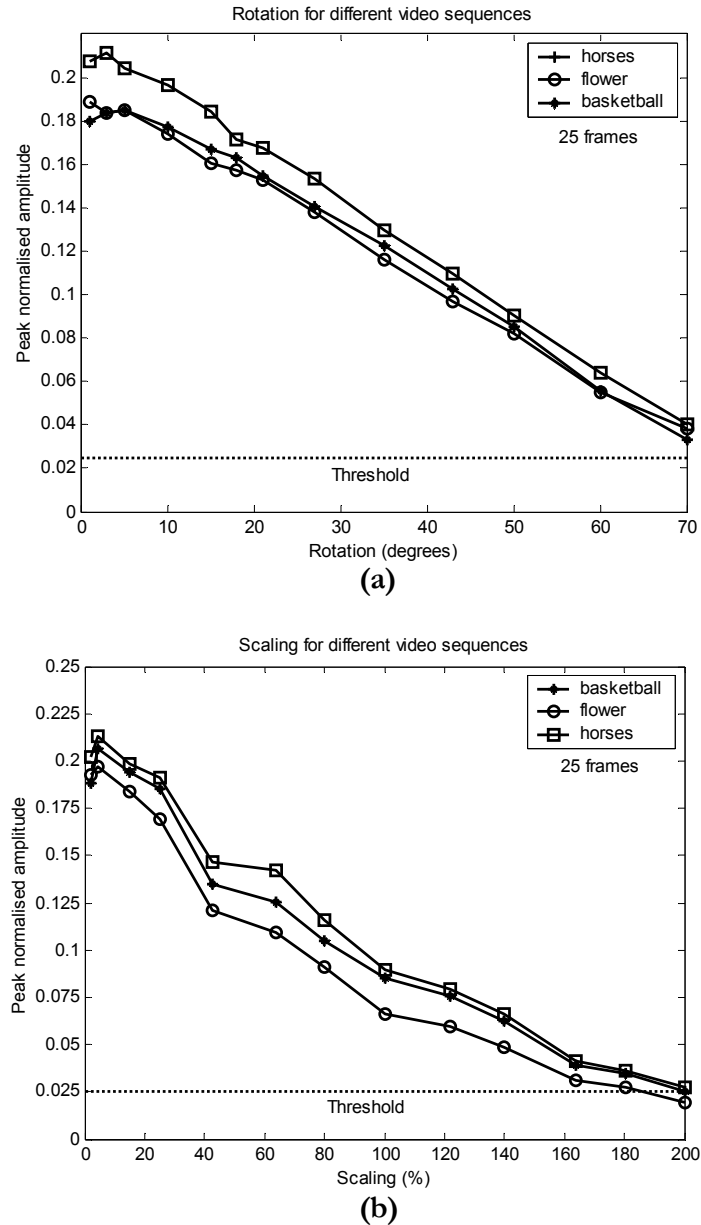 Rotation for different video sequences
0.2
0.18
0.16
0.14
0.12
0.1
0.08
0.06
0.04
0.02
0
Peak normalised amplitude
horses
flower
basketball
25 frames
Threshold
0 10 20 30 40 50 60 70
Rotation (degrees)
(a)
Scaling for different video sequences
0.25
0.225
0.2
0.175
0.15
0.125
0.1
0.075
0.05
0.025
0
Peak normalised amplitude
basketball
flower
horses
25 frames
Threshold
0 20 40 60 80 100 120 140 160 180 200
Scaling (%)
(b)